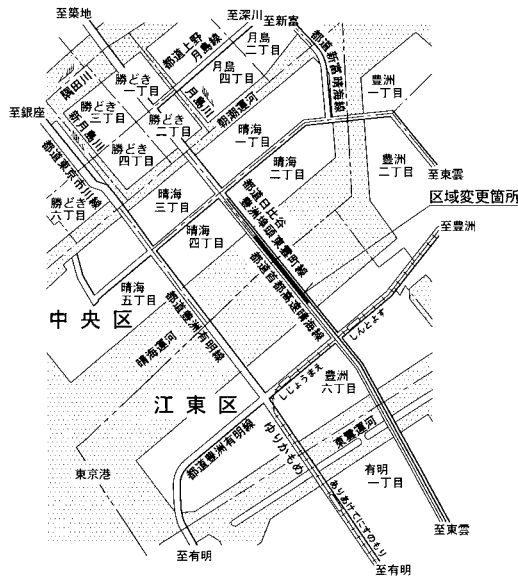 至築地
至深川
至新富
都道上野
月島線
月島
二丁目
都道新富晴海線
隅田川
勝どき
一丁目
月島
四丁目
豊洲
一丁目
至銀座
勝どき
三丁目
月島川
朝潮運河
新月島川
勝どき
二丁目
勝どき
四丁目
晴海
一丁目
都道東京市川線
晴海
二丁目
豊洲
二丁目
至東雲
区域変更箇所
勝どき
六丁目
晴海
三丁目
都道日比谷
豊洲埠頭東雲町線
至豊洲
晴海
四丁目
都道首都高速晴海線
晴海
五丁目
中央区
都道豊洲有明線
しんとよす
晴海運河
豊洲
六丁目
しじょうまえ
江東区
都道豊洲有明線
ゆりかもめ
東雲運河
東京港
有明
一丁目
ありあけてにすのもり
至東雲
至有明
至有明